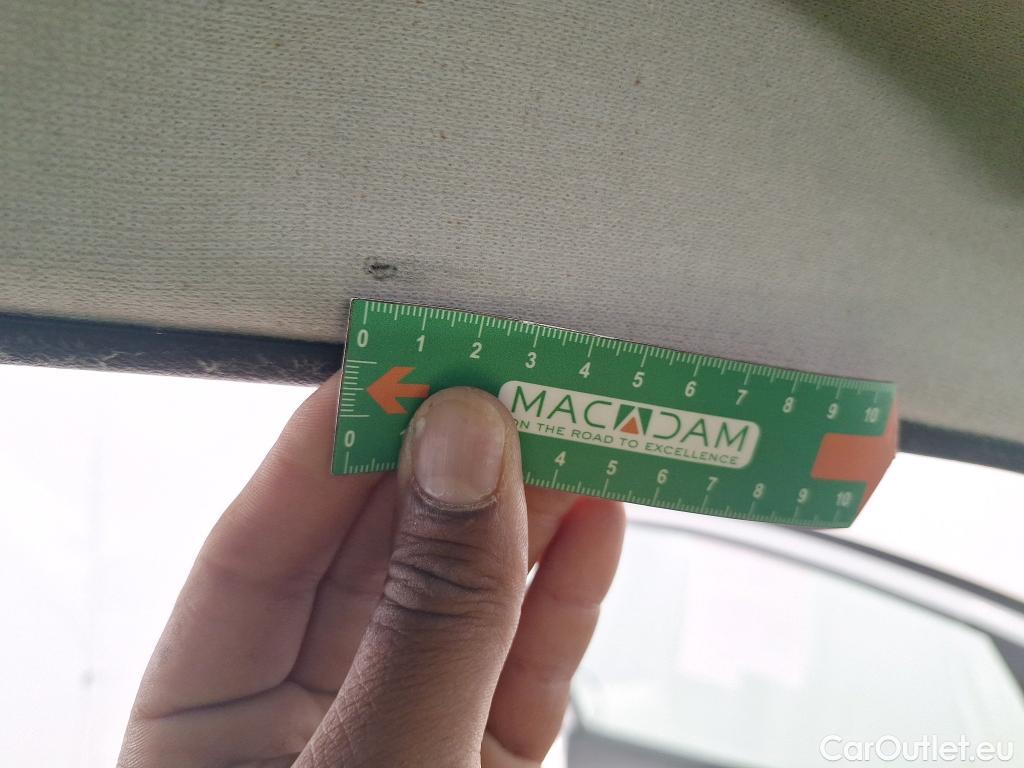 0 1 2 3 4 5 6 7 8 9 10
MACADAM
ON THE ROAD TO EXCELLENCE
0 4 5 6 7 8 9 10
CarOutlet.eu